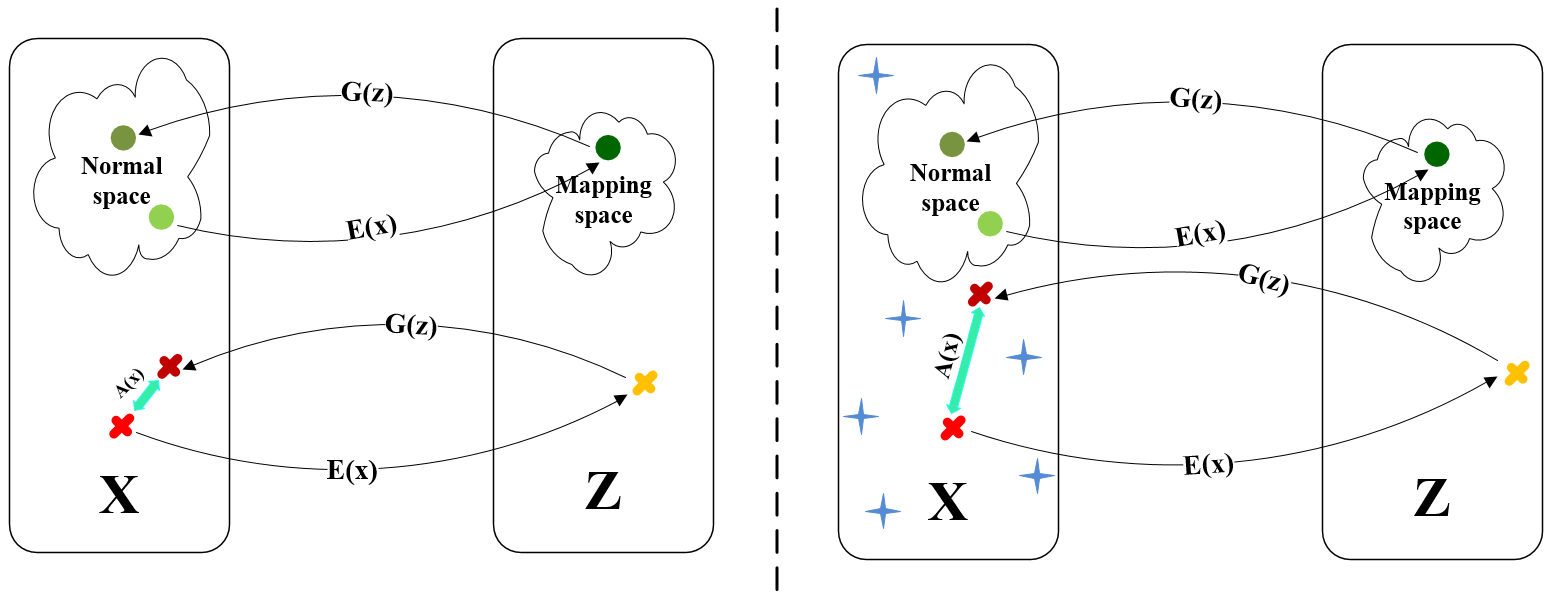 G(z)
Normal
space
Mapping
space
E(x)
G(z)
A(x)
E(x)
X
Z
G(z)
Normal
space
Mapping
space
E(x)
G(z)
A(x)
E(x)
X
Z